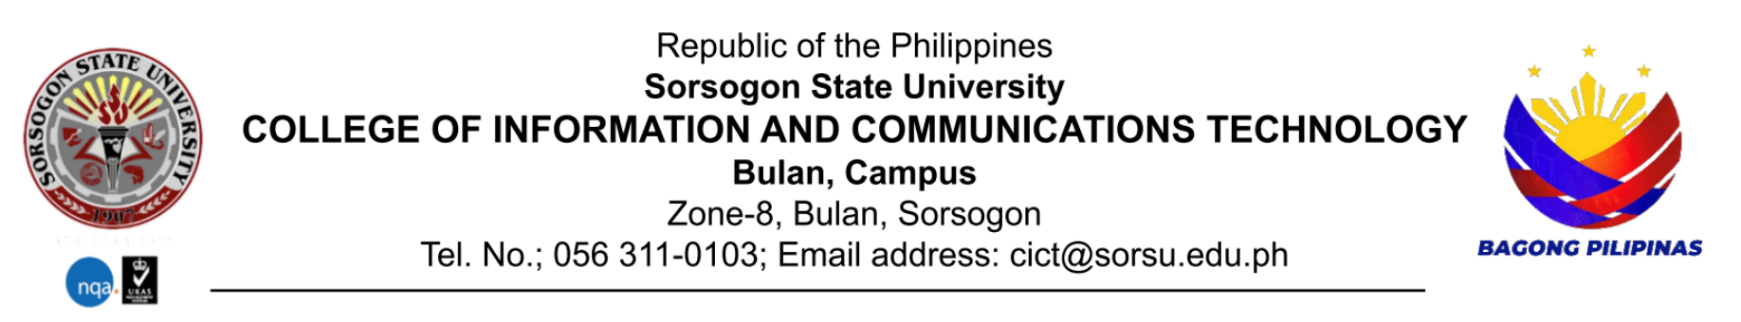 Republic of the Philippines
Sorsogon State University
COLLEGE OF INFORMATION AND COMMUNICATIONS TECHNOLOGY
Bulan, Campus
Zone-8, Bulan, Sorsogon
Tel. No.; 056 311-0103; Email address: cict@sorsu.edu.ph
SORSOGON STATE UNIVERSITY
1907
nqa.
UKAS
MANAGEMENT
SYSTEMS
BAGONG PILIPINAS